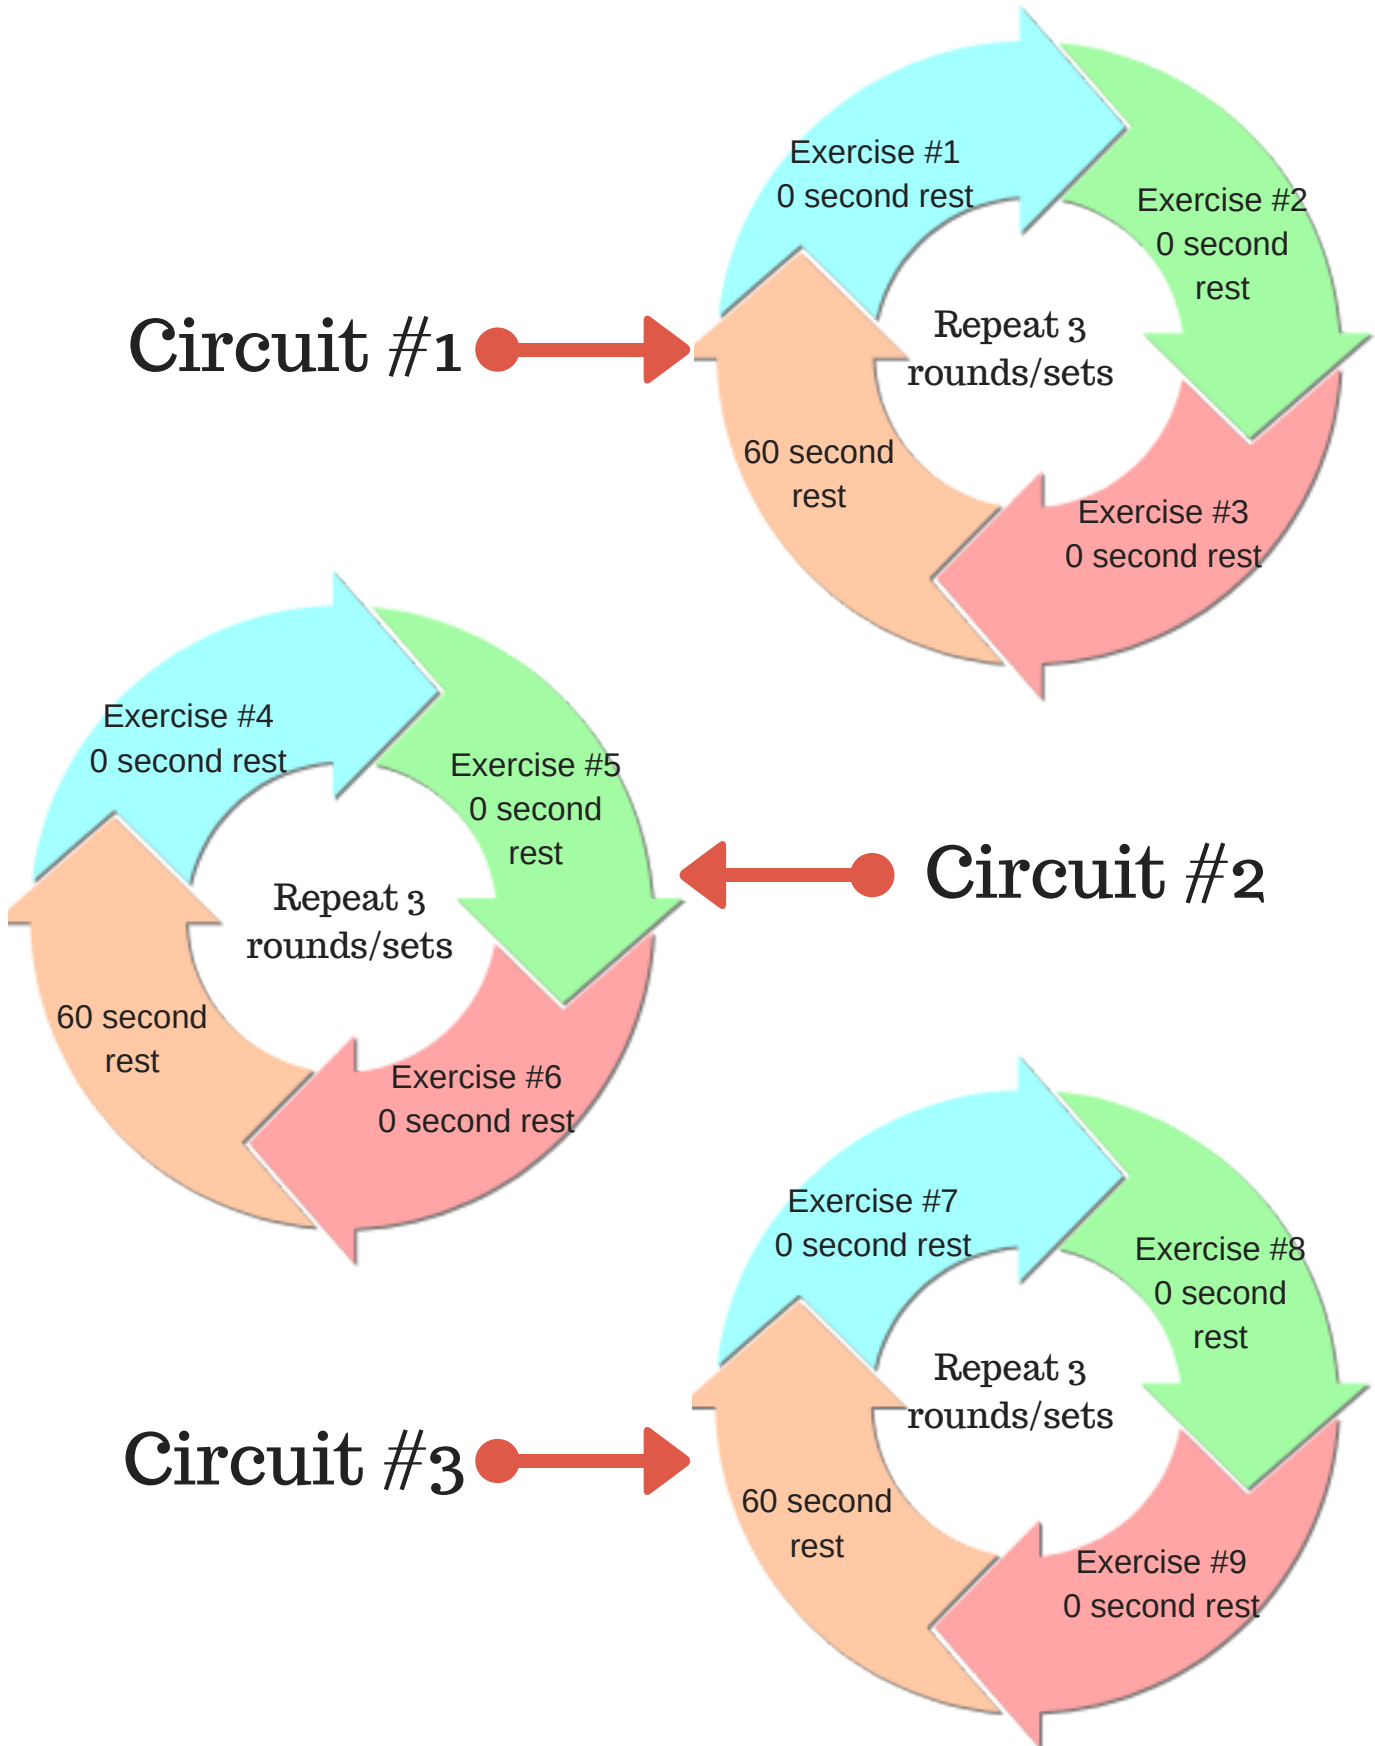 Exercise #1
0 second rest
Exercise #2
0 second
rest
Circuit #1
Repeat 3
rounds/sets
60 second
rest
Exercise #3
0 second rest
Exercise #4
0 second rest
Exercise #5
0 second
rest
Circuit #2
Repeat 3
rounds/sets
60 second
rest
Exercise #6
0 second rest
Exercise #7
0 second rest
Exercise #8
0 second
rest
Circuit #3
Repeat 3
rounds/sets
60 second
rest
Exercise #9
0 second rest